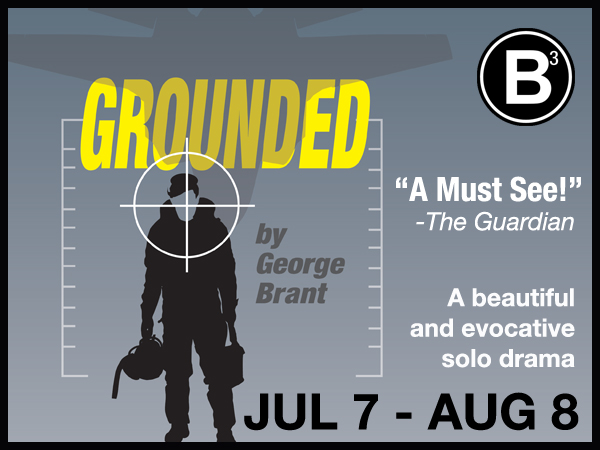 B3
GROUNDED
by
George
Brant
“A Must See!”
-The Guardian
A beautiful
and evocative
solo drama
JUL 7 - AUG 8